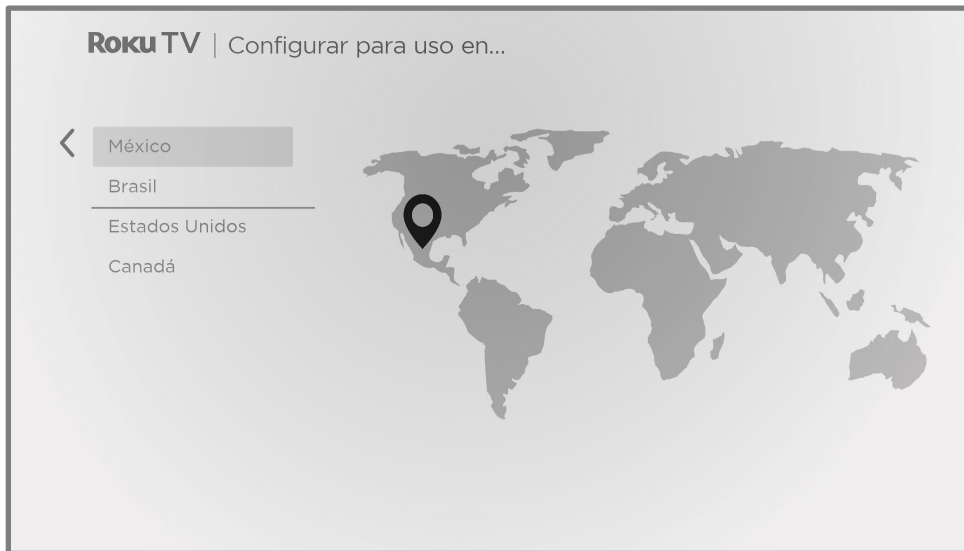 Roku TV | Configurar para uso en...
México
Brasil
Estados Unidos
Canadá